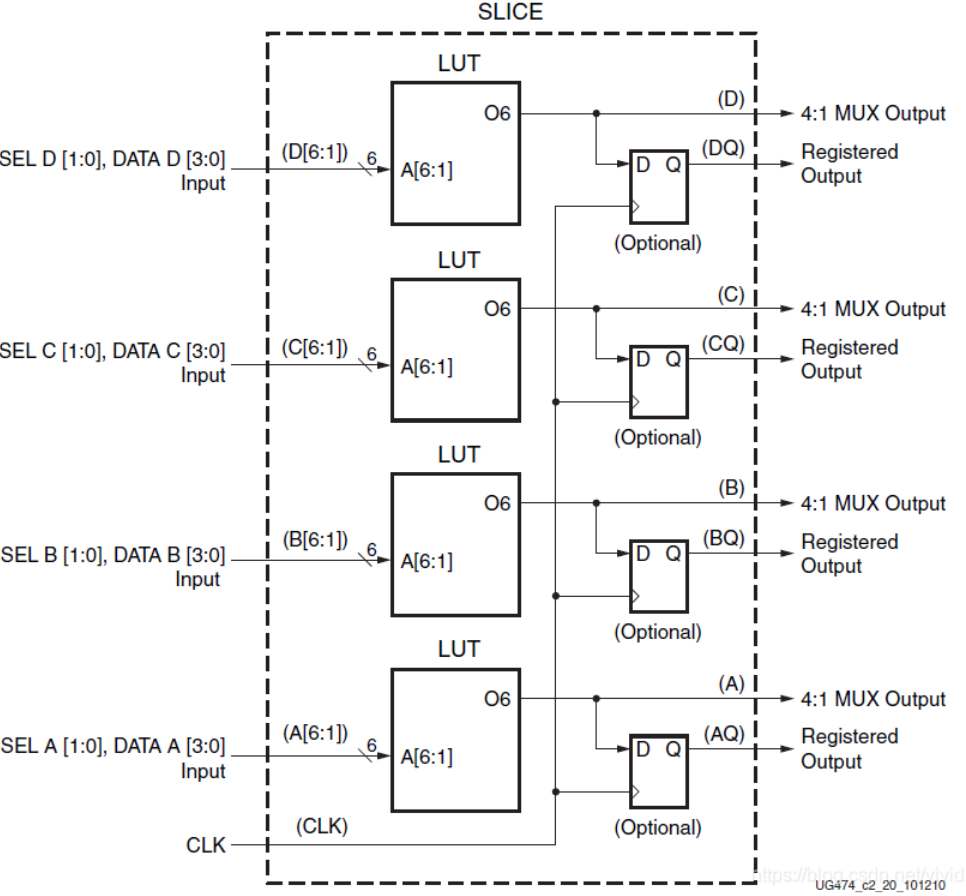 SLICE
LUT
O6
(D)
4:1 MUX Output
SEL D [1:0], DATA D [3:0]
Input
(D[6:1])
6
A[6:1]
D Q
(DQ)
Registered
Output
(Optional)
LUT
O6
(C)
4:1 MUX Output
SEL C [1:0], DATA C [3:0]
Input
(C[6:1])
6
A[6:1]
D Q
(CQ)
Registered
Output
(Optional)
LUT
O6
(B)
4:1 MUX Output
SEL B [1:0], DATA B [3:0]
Input
(B[6:1])
6
A[6:1]
D Q
(BQ)
Registered
Output
(Optional)
LUT
O6
(A)
4:1 MUX Output
SEL A [1:0], DATA A [3:0]
Input
(A[6:1])
6
A[6:1]
D Q
(AQ)
Registered
Output
(Optional)
CLK
(CLK)
https://blog.csdn.net/vivid
UG474_c2_20_101210